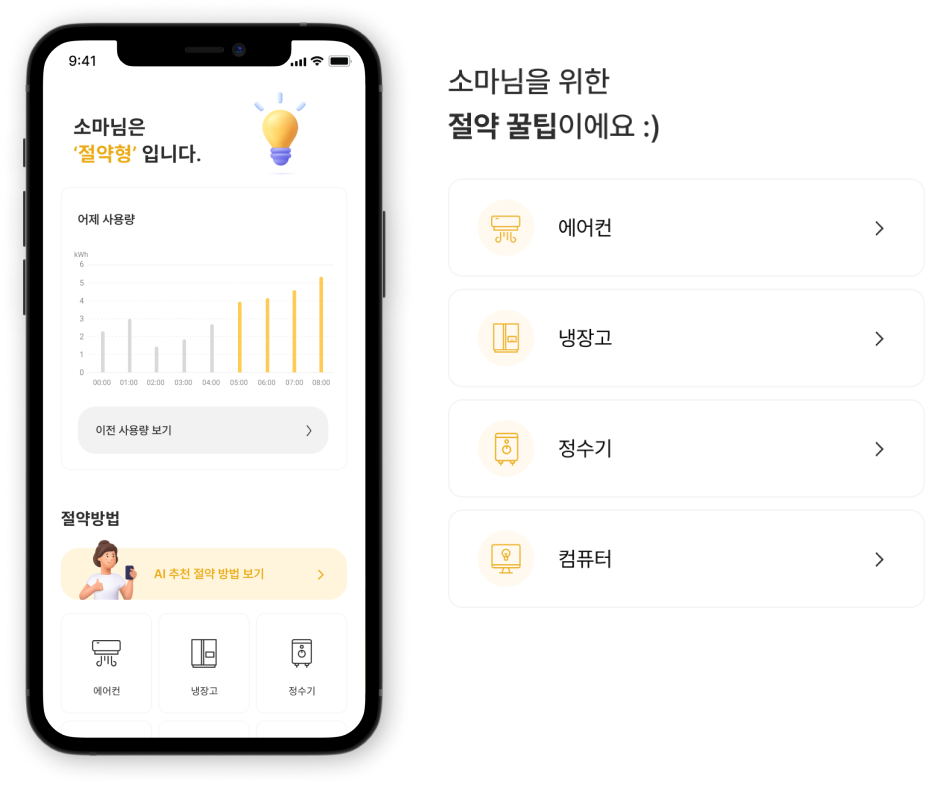 9:41
소마님은
‘절약형’ 입니다.
어제 사용량
kWh
6
5
4
3
2
1
0
00:00 01:00 02:00 03:00 04:00 05:00 06:00 07:00 08:00
이전 사용량 보기
절약방법
AI 추천 절약 방법 보기
에어컨 냉장고 정수기
소마님을 위한
절약 꿀팁이에요 :)
에어컨
냉장고
정수기
컴퓨터